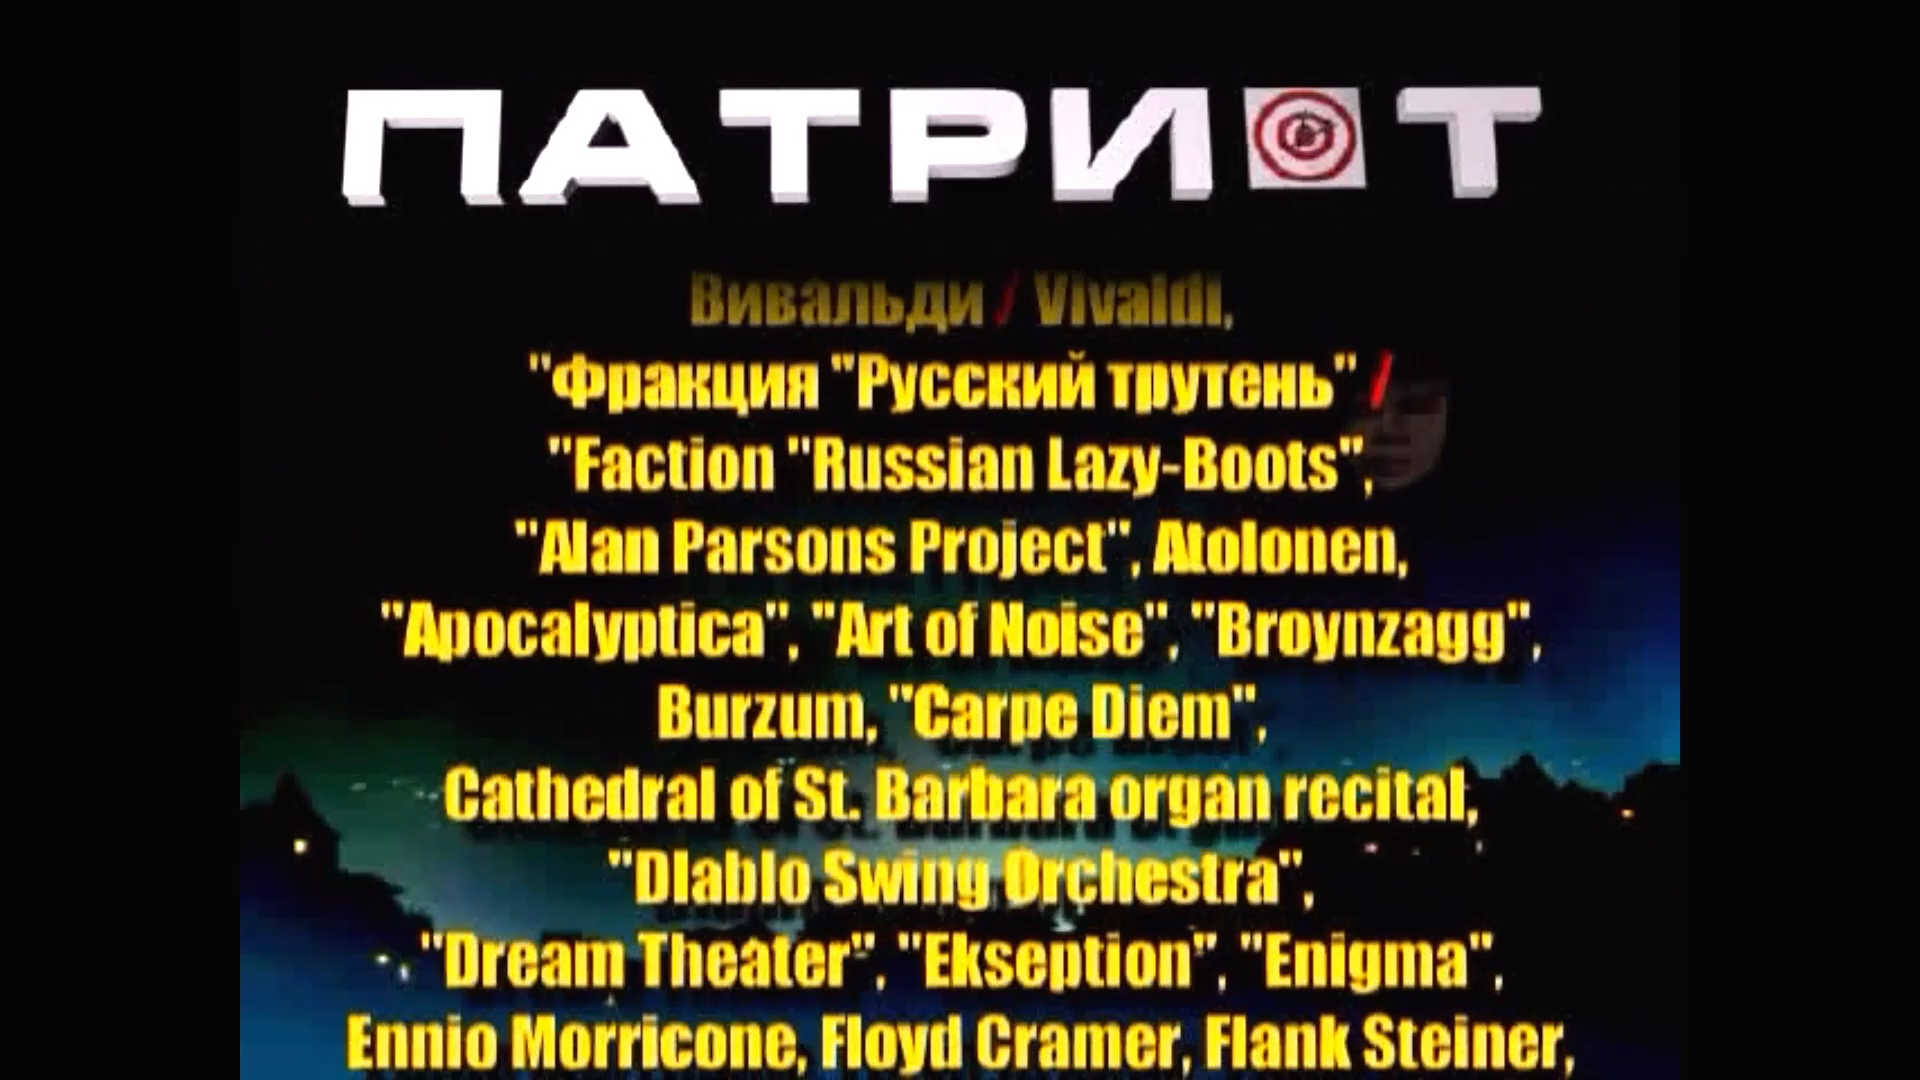 ПАТРИОТ
Вивальди / Vivaldi,
"Фракция "Русский трутень" /
"Faction "Russian Lazy-Boots",
"Alan Parsons Project", Atolonen,
"Apocalyptica", "Art of Noise", "Broynzagg",
Burzum, "Carpe Diem",
Cathedral of St. Barbara organ recital,
"Diablo Swing Orchestra",
"Dream Theater", "Ekseption", "Enigma",
Ennio Morricone, Floyd Cramer, Flank Steiner,